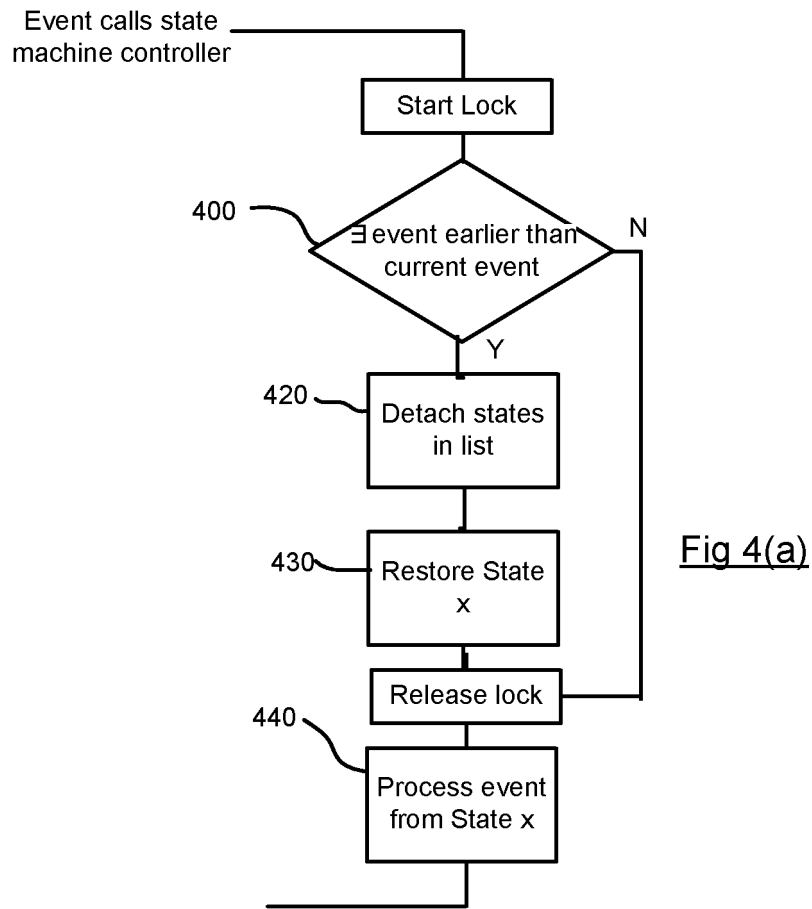 Event calls state
machine controller
Start Lock
400
∃ event earlier than
current event
N
Y
420
Detach states
in list
430
Restore State
x
Fig 4(a)
Release lock
440
Process event
from State x